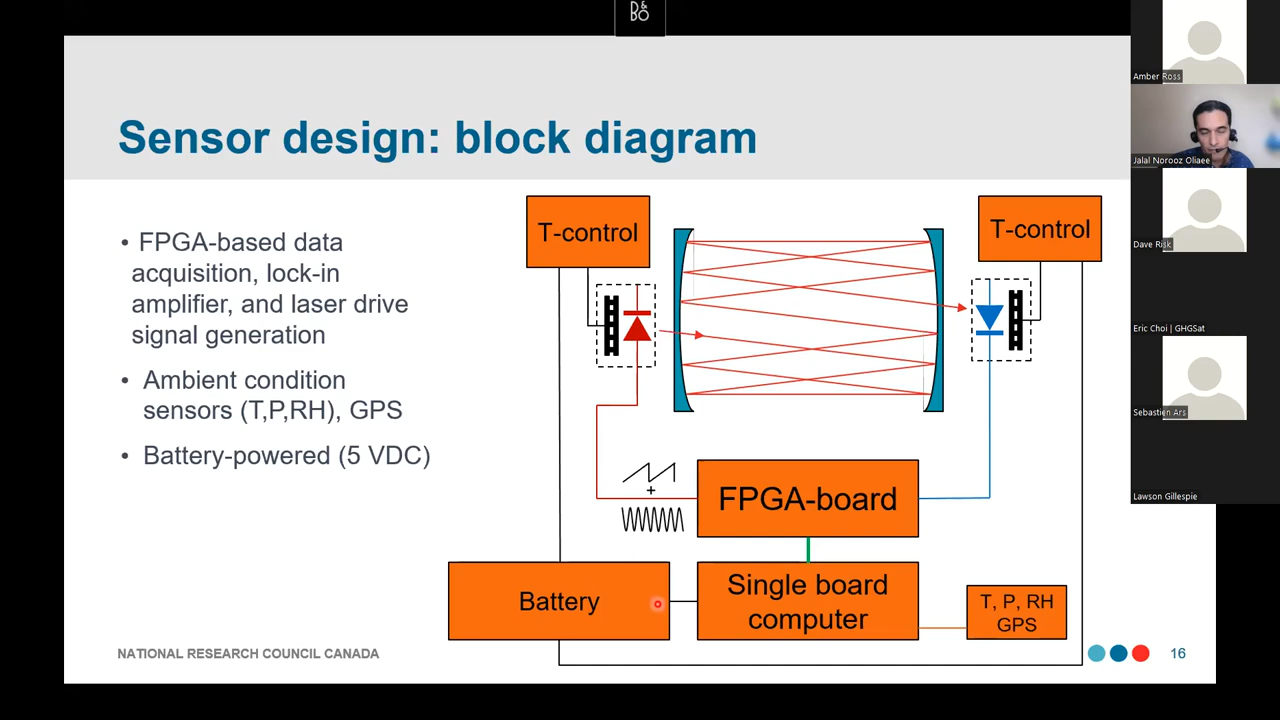 B&O
Sensor design: block diagram
• FPGA-based data
acquisition, lock-in
amplifier, and laser drive
signal generation
• Ambient condition
sensors (T,P,RH), GPS
• Battery-powered (5 VDC)
T-control
T-control
+
FPGA-board
Battery
Single board
computer
T, P, RH
GPS
NATIONAL RESEARCH COUNCIL CANADA
16
Amber Ross
Jalal Norooz Oliaee
Dave Risk
Eric Choi | GHGSat
Sebastien Ars
Lawson Gillespie